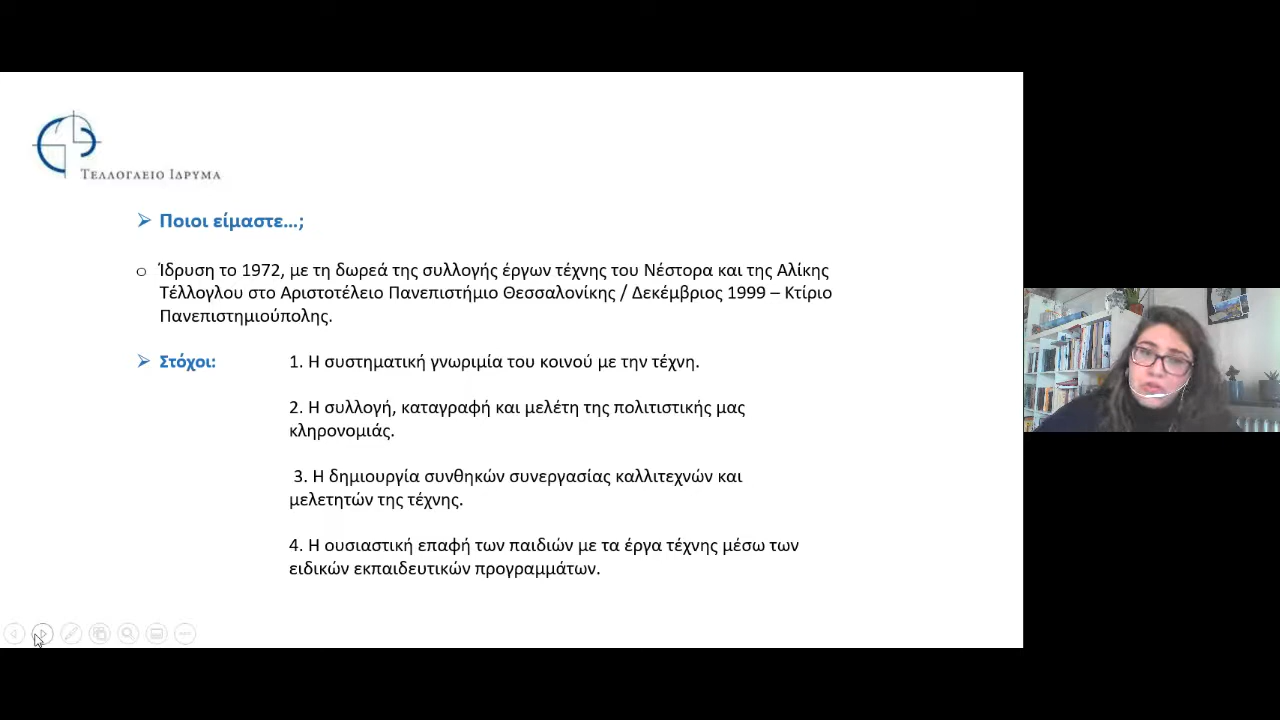 ΤΕΛΛΟΓΛΕΙΟ ΙΔΡΥΜΑ
Ποιοι είμαστε...;
Ίδρυση το 1972, με τη δωρεά της συλλογής έργων τέχνης του Νέστορα και της Αλίκης
Τέλλογλου στο Αριστοτέλειο Πανεπιστήμιο Θεσσαλονίκης / Δεκέμβριος 1999 – Κτίριο
Πανεπιστημιούπολης.
Στόχοι: 1. Η συστηματική γνωριμία του κοινού με την τέχνη.
2. Η συλλογή, καταγραφή και μελέτη της πολιτιστικής μας
κληρονομιάς.
3. Η δημιουργία συνθηκών συνεργασίας καλλιτεχνών και
μελετητών της τέχνης.
4. Η ουσιαστική επαφή των παιδιών με τα έργα τέχνης μέσω των
ειδικών εκπαιδευτικών προγραμμάτων.